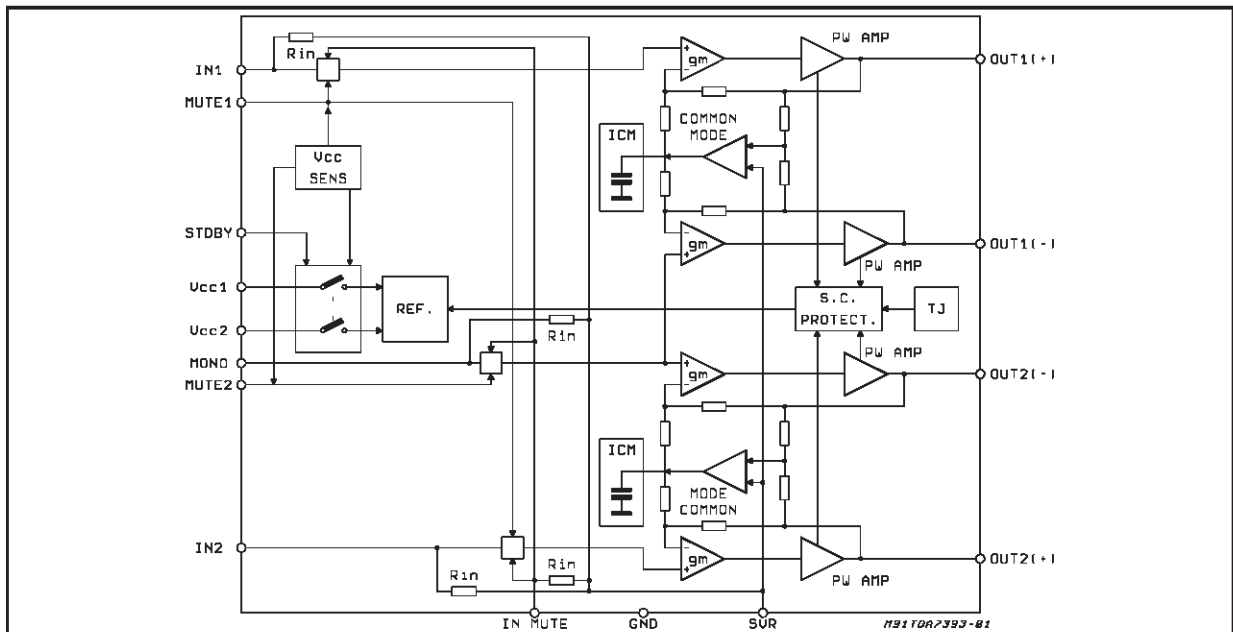 PW AMP
Rin
IN1
gm
OUT1(+)
MUTE1
ICM
COMMON
MODE
Vcc
SENS
STDBY
gm
OUT1(-)
PW AMP
Vcc1
REF.
S.C.
PROTECT.
TJ
Vcc2
Rin
MONO
PW AMP
MUTE2
gm
OUT2(-)
ICM
MODE
COMMON
IN2
gm
OUT2(+)
Rin
Rin
PW AMP
IN MUTE
GND
SVR
M91TDA7393-01